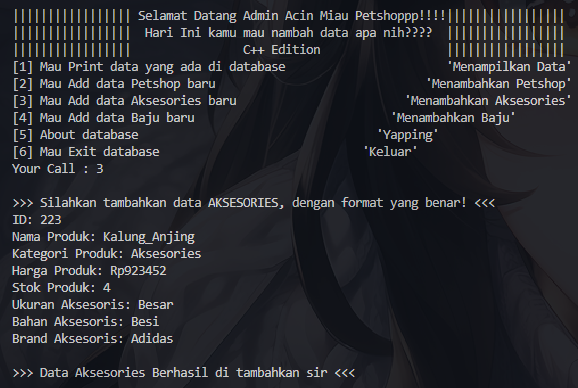 ||||||||||||||||| Selamat Datang Admin Acin Miau Petshoppp!!!!|||||||||||||||||
||||||||||||||||| Hari Ini kamu mau nambah data apa nih???? |||||||||||||||||
||||||||||||||||| C++ Edition |||||||||||||||||
[1] Mau Print data yang ada di database 'Menampilkan Data'
[2] Mau Add data Petshop baru 'Menambahkan Petshop'
[3] Mau Add data Aksesories baru 'Menambahkan Aksesories'
[4] Mau Add data Baju baru 'Menambahkan Baju'
[5] About database 'Yapping'
[6] Mau Exit database 'Keluar'
Your Call : 3
>>> Silahkan tambahkan data AKSESORIES, dengan format yang benar! <<<
ID: 223
Nama Produk: Kalung_Anjing
Kategori Produk: Aksesories
Harga Produk: Rp923452
Stok Produk: 4
Ukuran Aksesoris: Besar
Bahan Aksesoris: Besi
Brand Aksesoris: Adidas
>>> Data Aksesories Berhasil di tambahkan sir <<<